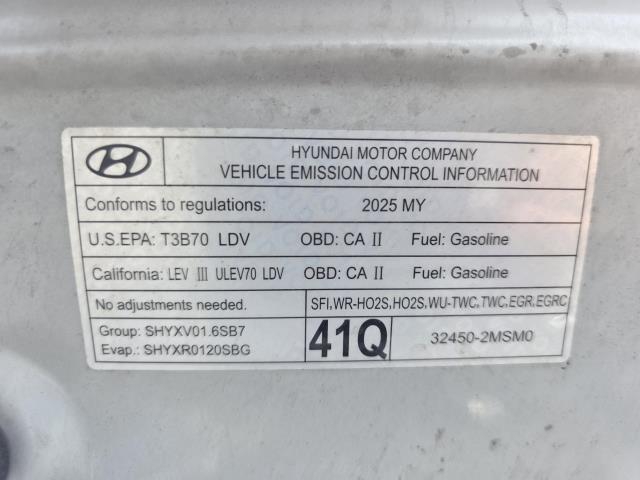 HYUNDAI MOTOR COMPANY
VEHICLE EMISSION CONTROL INFORMATION
Conforms to regulations: 2025 MY
U.S.EPA: T3B70 LDV OBD: CA II Fuel: Gasoline
California: LEV III ULEV70 LDV OBD: CA II Fuel: Gasoline
No adjustments needed. SFI,WR-HO2S,HO2S,WU-TWC,TWC,EGR,EGRC
Group: SHYXV01.6SB7
Evap.: SHYXR0120SBG
41Q
32450-2MSM0